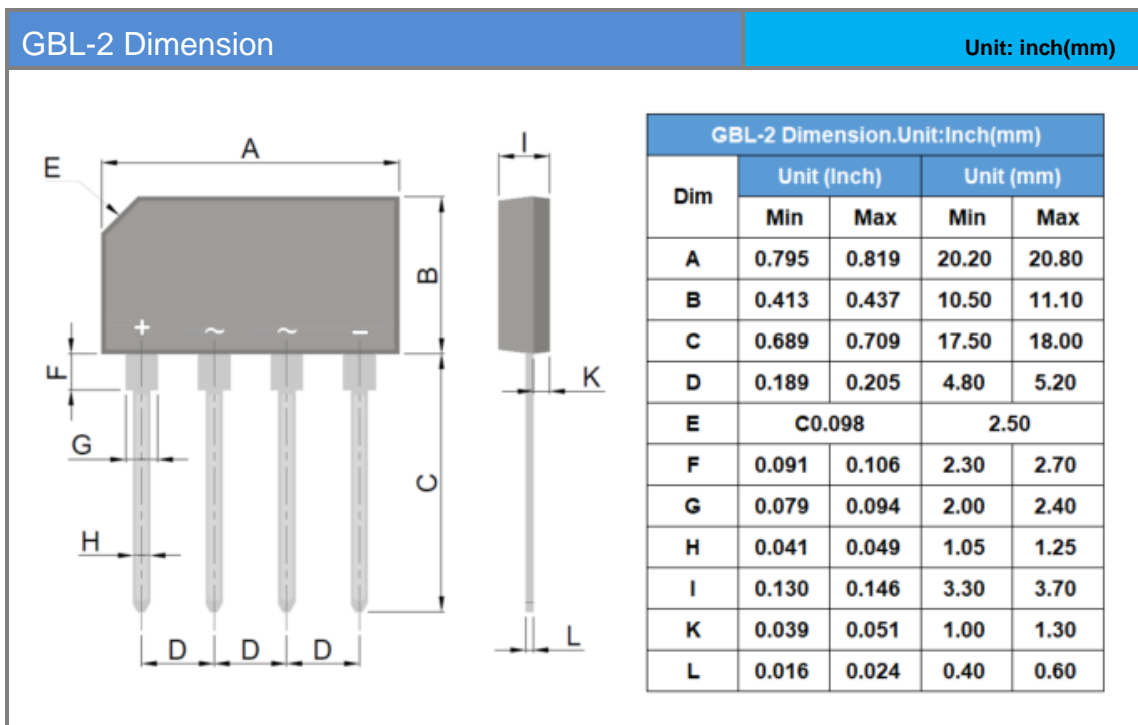 GBL-2 Dimension
Unit: inch(mm)
A
E
B
+ ~ ~ -
F
G
C
H
D D D
I
K
L
GBL-2 Dimension.Unit:Inch(mm)
Dim Unit (Inch) Unit (mm)
Min Max Min Max
A 0.795 0.819 20.20 20.80
B 0.413 0.437 10.50 11.10
C 0.689 0.709 17.50 18.00
D 0.189 0.205 4.80 5.20
E C0.098 2.50
F 0.091 0.106 2.30 2.70
G 0.079 0.094 2.00 2.40
H 0.041 0.049 1.05 1.25
I 0.130 0.146 3.30 3.70
K 0.039 0.051 1.00 1.30
L 0.016 0.024 0.40 0.60